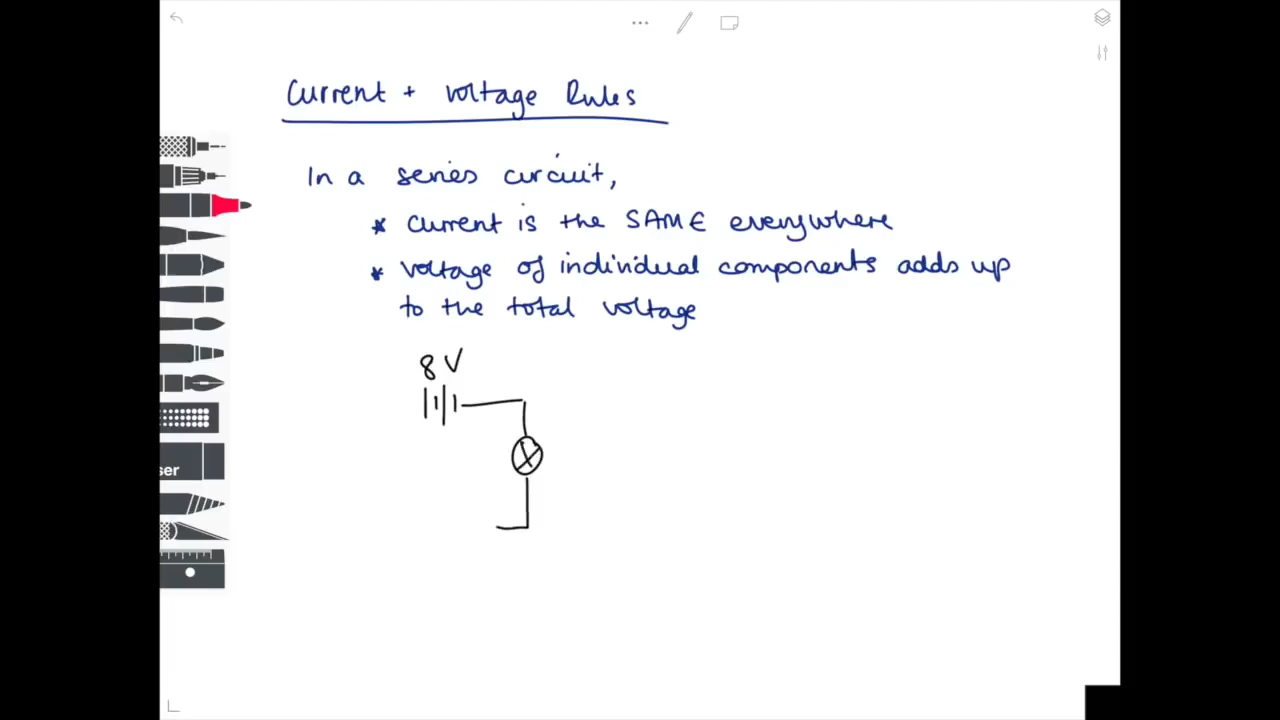 Current + voltage Rules
In a series circuit,
* current is the SAME everywhere
* voltage of individual components adds up
to the total voltage
8 V
ser